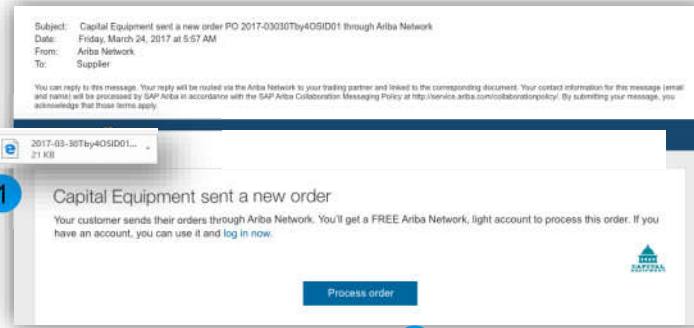 Subject: Capital Equipment sent a new order PO 2017-03030Tby4OSID01 through Ariba Network
Date: Friday, March 24, 2017 at 5:57 AM
From: Ariba Network
To: Supplier
You can reply to this message. Your reply will be routed via the Ariba Network to your trading partner and linked to the corresponding document. Your contact information for this message (email
and name) will be processed by SAP Ariba in accordance with the SAP Ariba Collaboration Messaging Policy at http://service.ariba.com/collaborationpolicy/. By submitting your message, you
acknowledge that those terms apply.
2017-03-30Tby4OSID01...
21 KB
1
Capital Equipment sent a new order
Your customer sends their orders through Ariba Network. You'll get a FREE Ariba Network, light account to process this order. If you
have an account, you can use it and log in now.
CAPITAL
EQUIPMENT
Process order